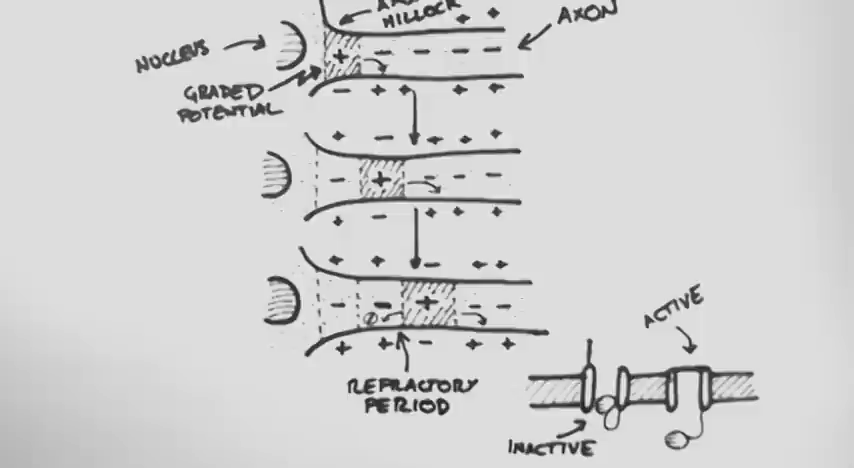 HILLOCK
AXON
NUCLEUS
GRADED
POTENTIAL
REFRACTORY
PERIOD
ACTIVE
INACTIVE